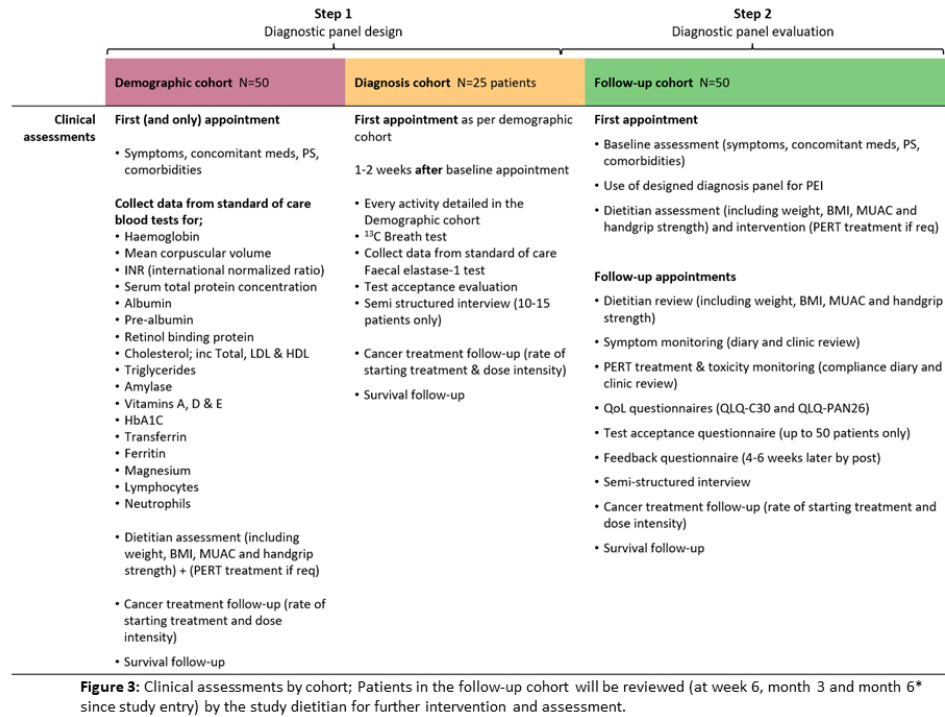 Step 1
Diagnostic panel design
Step 2
Diagnostic panel evaluation
Demographic cohort N=50
Diagnosis cohort N=25 patients
Follow-up cohort N=50
Clinical
assessments
First (and only) appointment
• Symptoms, concomitant meds, PS,
comorbidities
Collect data from standard of care
blood tests for;
• Haemoglobin
• Mean corpuscular volume
• INR (international normalized ratio)
• Serum total protein concentration
• Albumin
• Pre-albumin
• Retinol binding protein
• Cholesterol; inc Total, LDL & HDL
• Triglycerides
• Amylase
• Vitamins A, D & E
• HbA1C
• Transferrin
• Ferritin
• Magnesium
• Lymphocytes
• Neutrophils
• Dietitian assessment (including
weight, BMI, MUAC and handgrip
strength) + (PERT treatment if req)
• Cancer treatment follow-up (rate of
starting treatment and dose
intensity)
• Survival follow-up
First appointment as per demographic
cohort
1-2 weeks after baseline appointment
• Every activity detailed in the
Demographic cohort
• ¹³C Breath test
• Collect data from standard of care
Faecal elastase-1 test
• Test acceptance evaluation
• Semi structured interview (10-15
patients only)
• Cancer treatment follow-up (rate of
starting treatment & dose intensity)
• Survival follow-up
First appointment
• Baseline assessment (symptoms, concomitant meds, PS,
comorbidities)
• Use of designed diagnosis panel for PEI
• Dietitian assessment (including weight, BMI, MUAC and
handgrip strength) and intervention (PERT treatment if req)
Follow-up appointments
• Dietitian review (including weight, BMI, MUAC and handgrip
strength)
• Symptom monitoring (diary and clinic review)
• PERT treatment & toxicity monitoring (compliance diary and
clinic review)
• QoL questionnaires (QLQ-C30 and QLQ-PAN26)
• Test acceptance questionnaire (up to 50 patients only)
• Feedback questionnaire (4-6 weeks later by post)
• Semi-structured interview
• Cancer treatment follow-up (rate of starting treatment and
dose intensity)
• Survival follow-up
Figure 3: Clinical assessments by cohort; Patients in the follow-up cohort will be reviewed (at week 6, month 3 and month 6*
since study entry) by the study dietitian for further intervention and assessment.